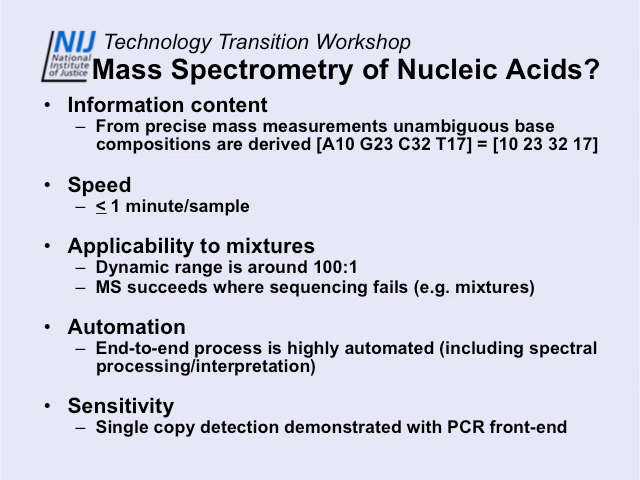 NIJ
National
Institute
of Justice
Technology Transition Workshop
Mass Spectrometry of Nucleic Acids?
• Information content
– From precise mass measurements unambiguous base
compositions are derived [A10 G23 C32 T17] = [10 23 32 17]
• Speed
– ≤ 1 minute/sample
• Applicability to mixtures
– Dynamic range is around 100:1
– MS succeeds where sequencing fails (e.g. mixtures)
• Automation
– End-to-end process is highly automated (including spectral
processing/interpretation)
• Sensitivity
– Single copy detection demonstrated with PCR front-end